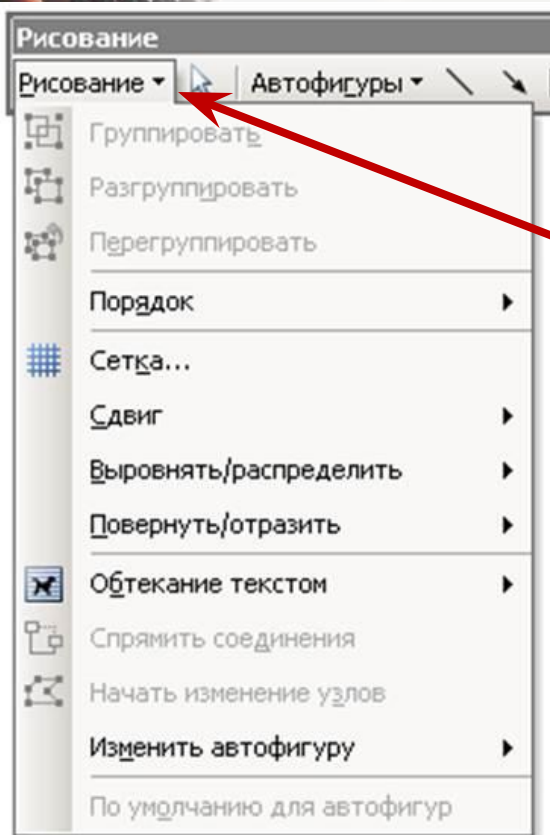 Рисование
Рисование Автофигуры
Группировать
Разгруппировать
Перегруппировать
Порядок
Сетка...
Сдвиг
Выровнять/распределить
Повернуть/отразить
Обтекание текстом
Спрямить соединения
Начать изменение узлов
Изменить автофигуру
По умолчанию для автофигур